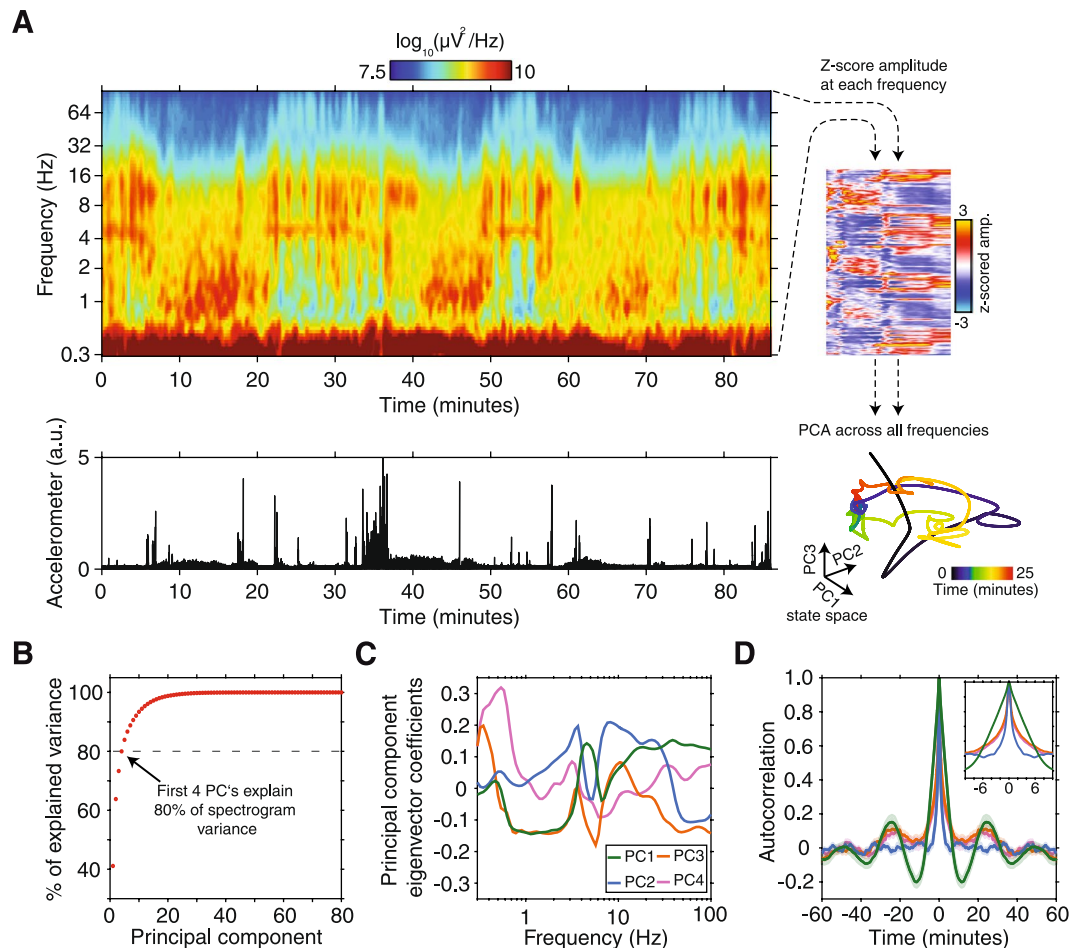 A
log10(µV²/Hz)
7.5 10
Frequency (Hz)
64
32
16
8
4
2
1
0.3
0 10 20 30 40 50 60 70 80
Time (minutes)
Z-score amplitude
at each frequency
3
-3
z-scored amp.
PCA across all frequencies
Accelerometer (a.u.)
5
0
0 10 20 30 40 50 60 70 80
Time (minutes)
PC3
PC2
PC1
state space
0 25
Time (minutes)
B
% of explained variance
100
80
60
40
First 4 PC's explain
80% of spectrogram
variance
0 20 40 60 80
Principal component
C
Principal component
eigenvector coefficients
0.3
0.2
0.1
0
-0.1
-0.2
-0.3
PC1 PC3
PC2 PC4
1 10 100
Frequency (Hz)
D
Autocorrelation
1.0
0.8
0.6
0.4
0.2
0
-0.2
-6 0 6
-60 -40 -20 0 20 40 60
Time (minutes)